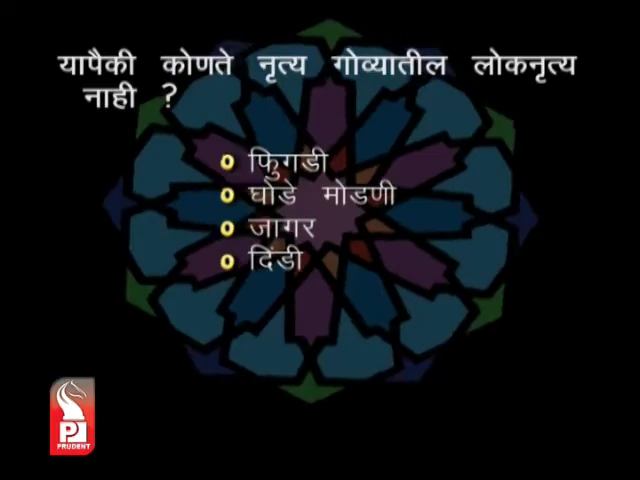 यापैकी कोणते नृत्य गोव्यातील लोकनृत्य
नाही ?
o फुिगडी
o घोडे मोडणी
o जागर
o दिंडी
PRUDENT